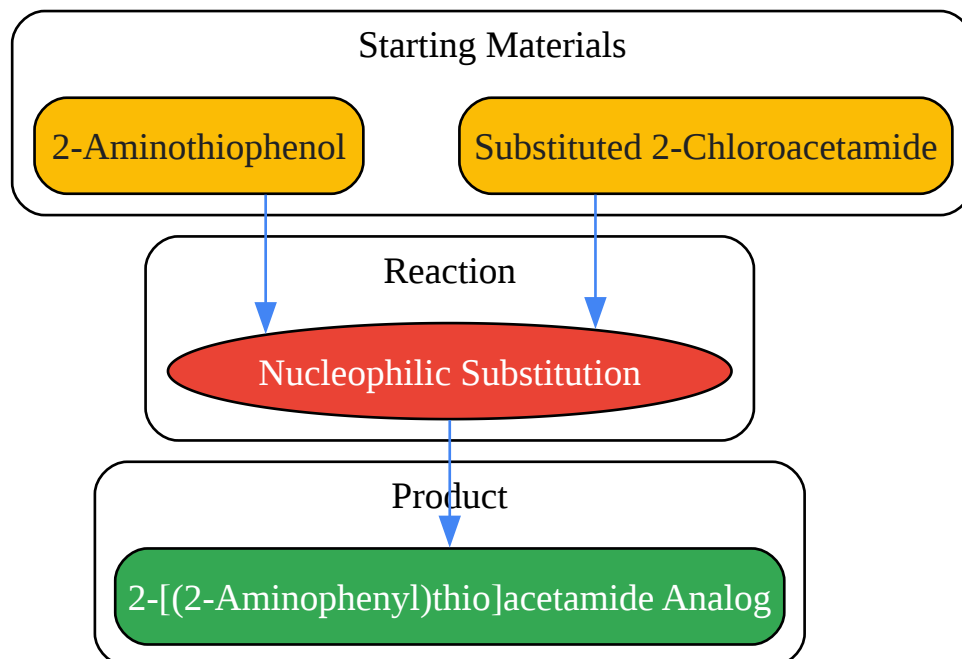 Starting Materials
2-Aminothiophenol
Substituted 2-Chloroacetamide
Reaction
Nucleophilic Substitution
Product
2-[(2-Aminophenyl)thio]acetamide Analog